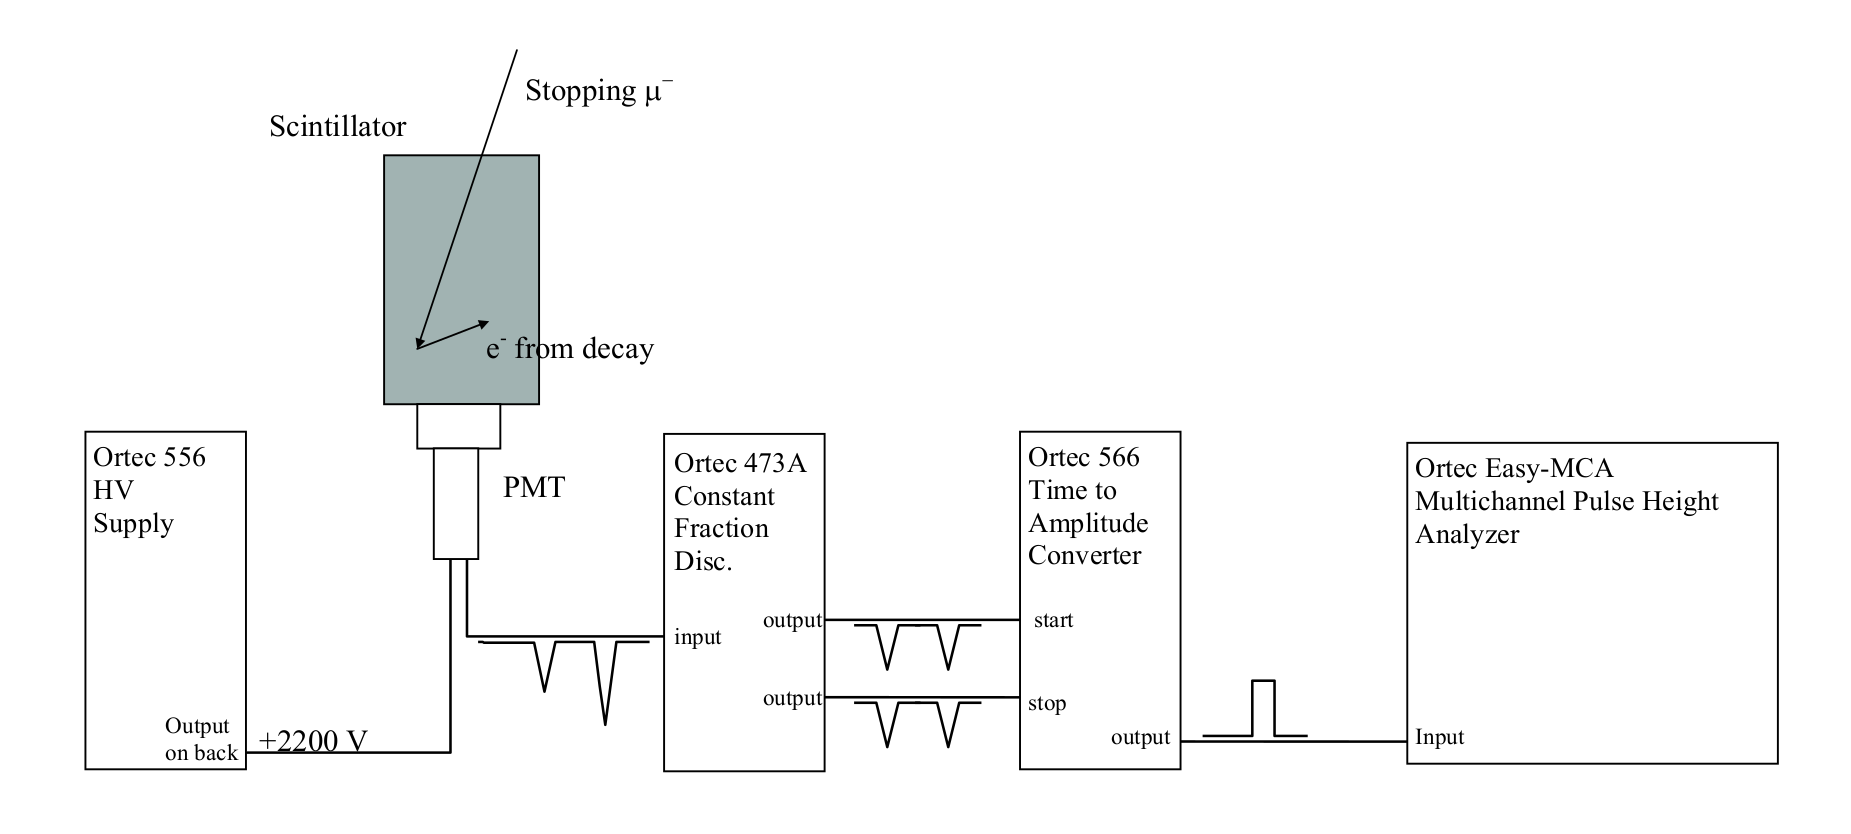 Stopping μ⁻
Scintillator
e⁻ from decay
Ortec 556
HV
Supply
Output
on back
+2200 V
PMT
Ortec 473A
Constant
Fraction
Disc.
input
output
output
Ortec 566
Time to
Amplitude
Converter
start
stop
output
Ortec Easy-MCA
Multichannel Pulse Height
Analyzer
Input